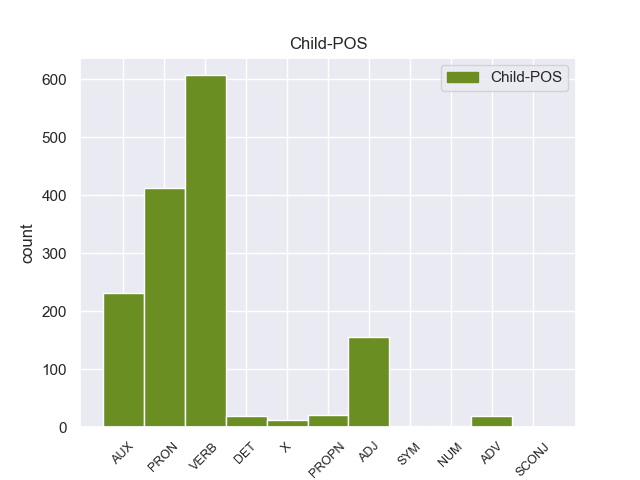 Child-POS
Child-POS
count
600
500
400
300
200
100
0
AUX PRON VERB DET X PROPN ADJ SYM NUM ADV SCONJ